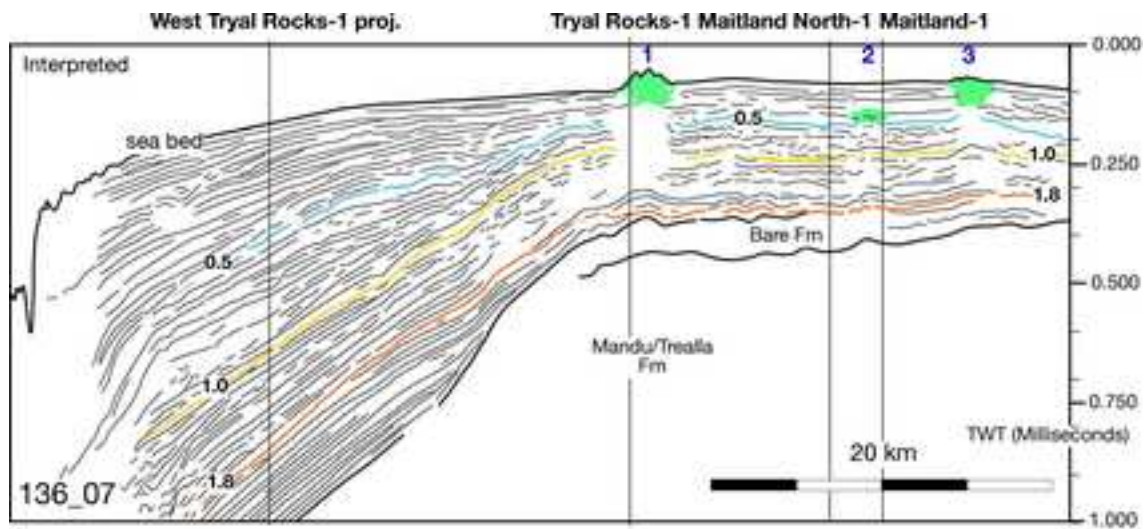 West Tryal Rocks-1 proj.
Tryal Rocks-1 Maitland North-1 Maitland-1
0.000
Interpreted
1
2
3
sea bed
0.5
1.0
0.250
1.8
Bare Fm
0.5
0.500
Mandu/Trealla
Fm
1.0
0.750
TWT (Milliseconds)
20 km
1.8
136_07
1.000